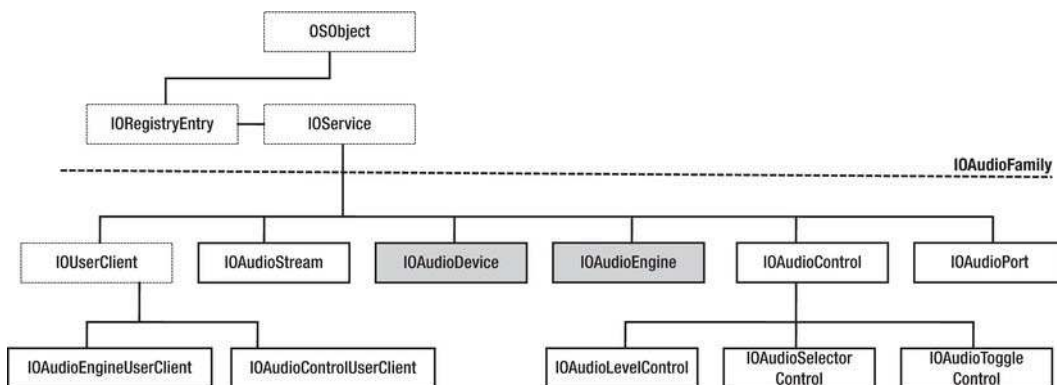 OSObject
IORegistryEntry
IOService
IOAudioFamily
IOUserClient
IOAudioStream
IOAudioDevice
IOAudioEngine
IOAudioControl
IOAudioPort
IOAudioEngineUserClient
IOAudioControlUserClient
IOAudioLevelControl
IOAudioSelector
Control
IOAudioToggle
Control